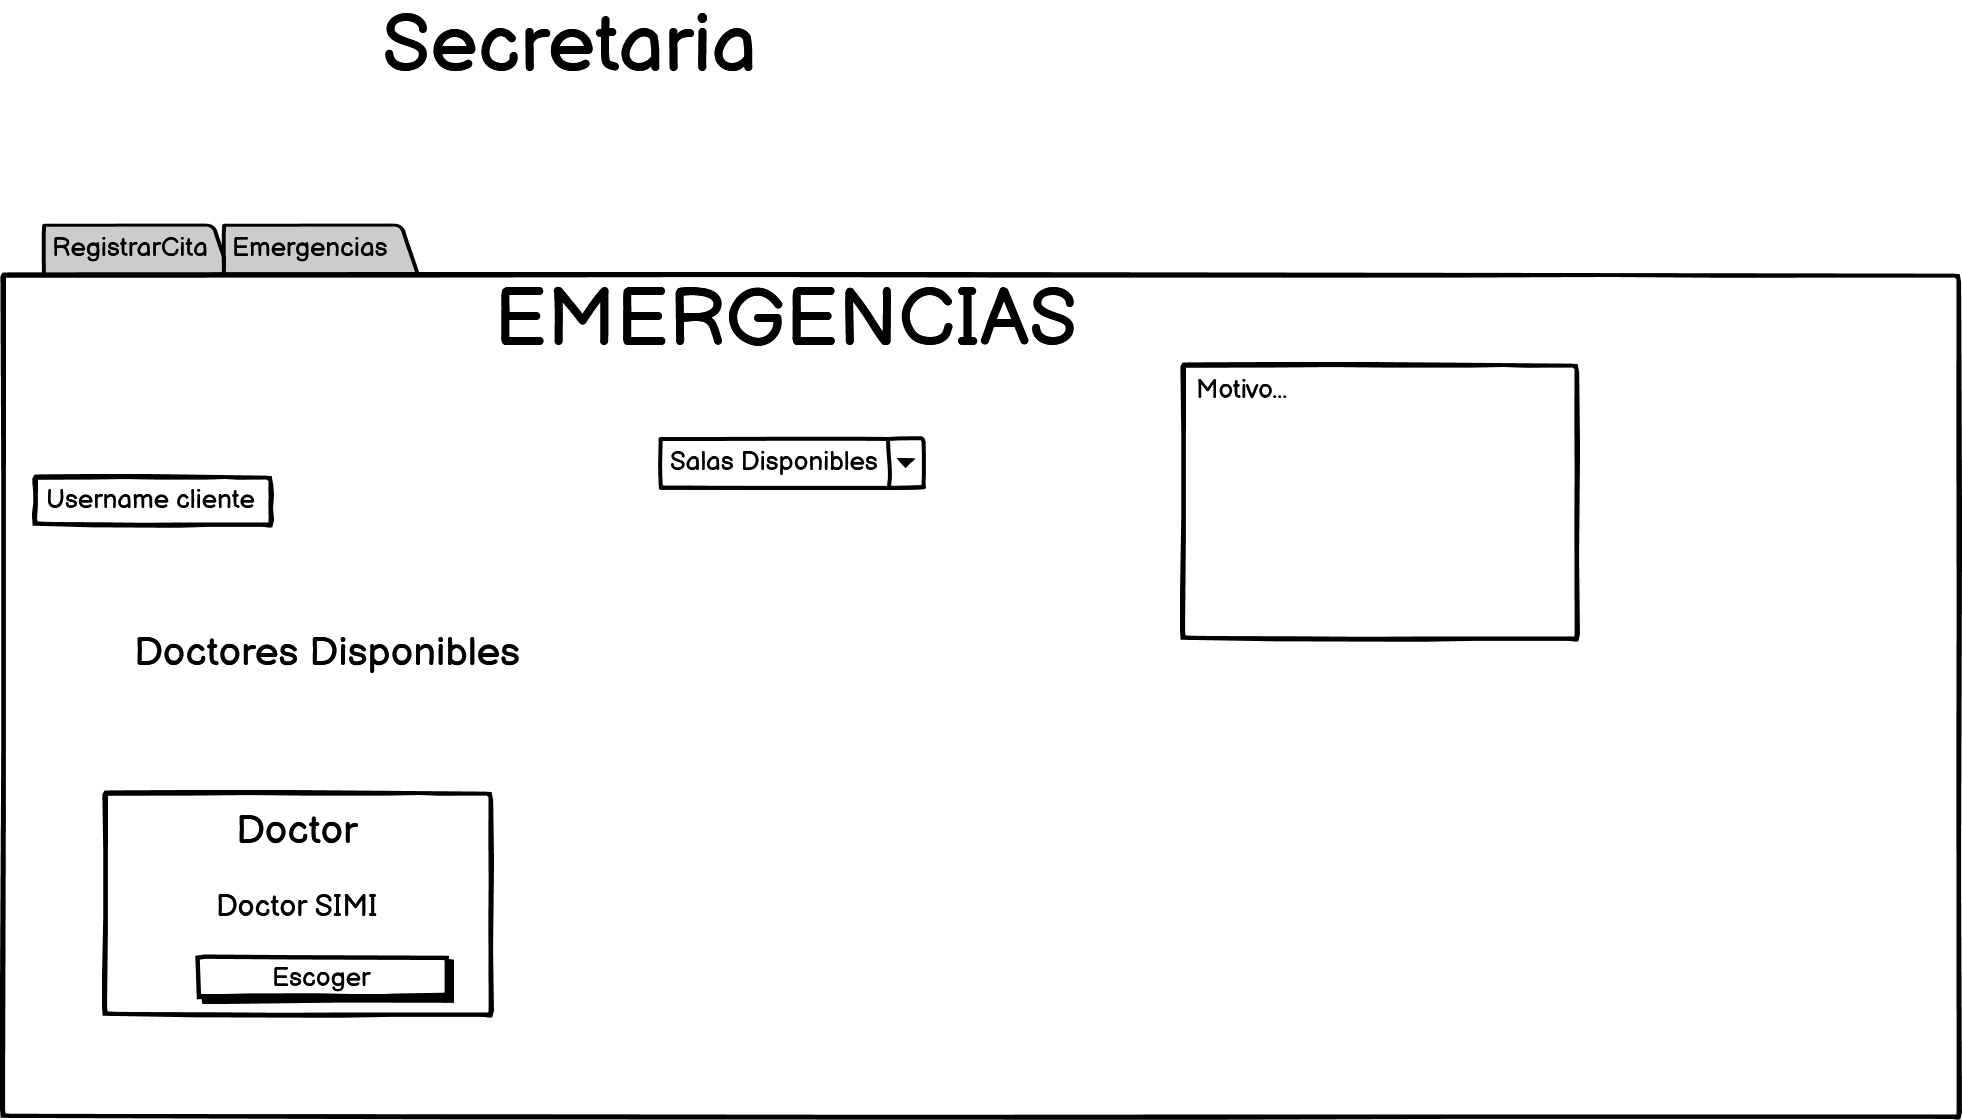 Secretaria
RegistrarCita
Emergencias
EMERGENCIAS
Motivo...
Salas Disponibles
Username cliente
Doctores Disponibles
Doctor
Doctor SIMI
Escoger